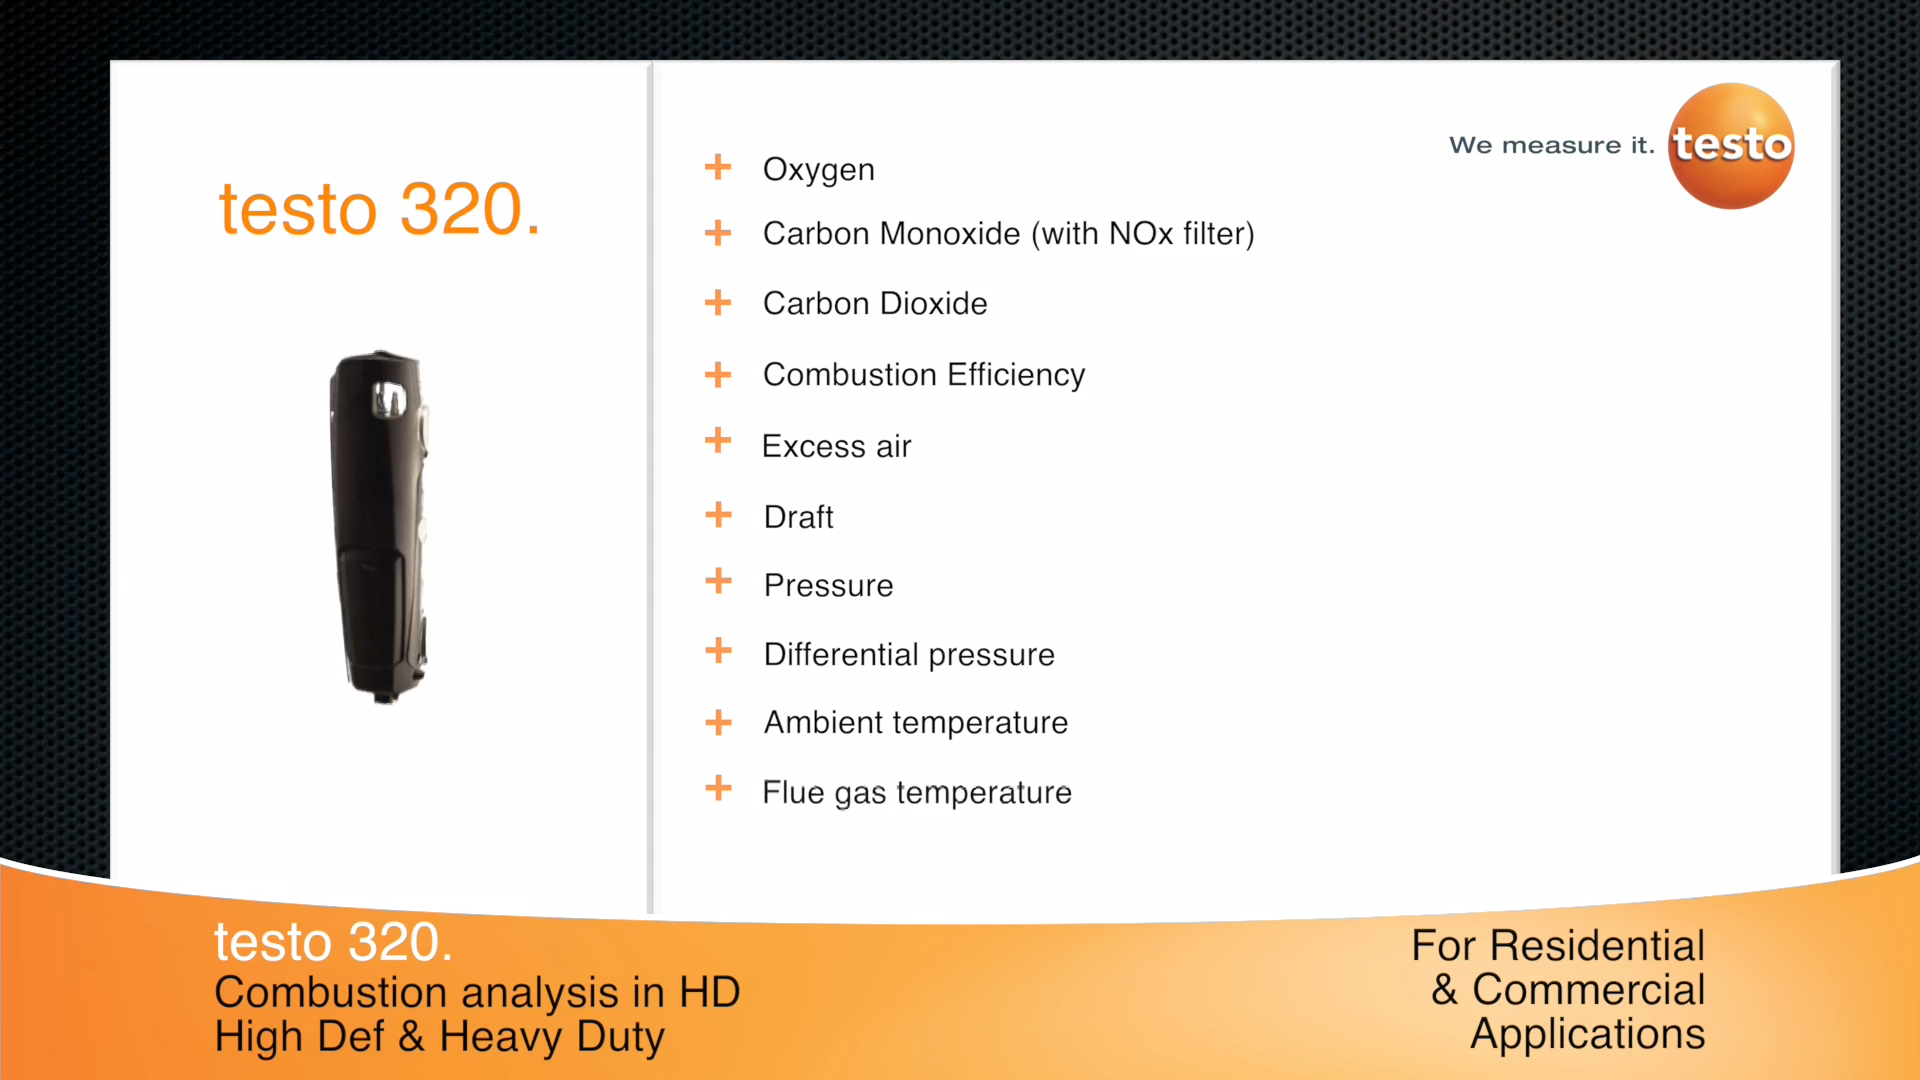 testo 320.
We measure it. testo
Oxygen
Carbon Monoxide (with NOx filter)
Carbon Dioxide
Combustion Efficiency
Excess air
Draft
Pressure
Differential pressure
Ambient temperature
Flue gas temperature
testo 320.
Combustion analysis in HD
High Def & Heavy Duty
For Residential
& Commercial
Applications